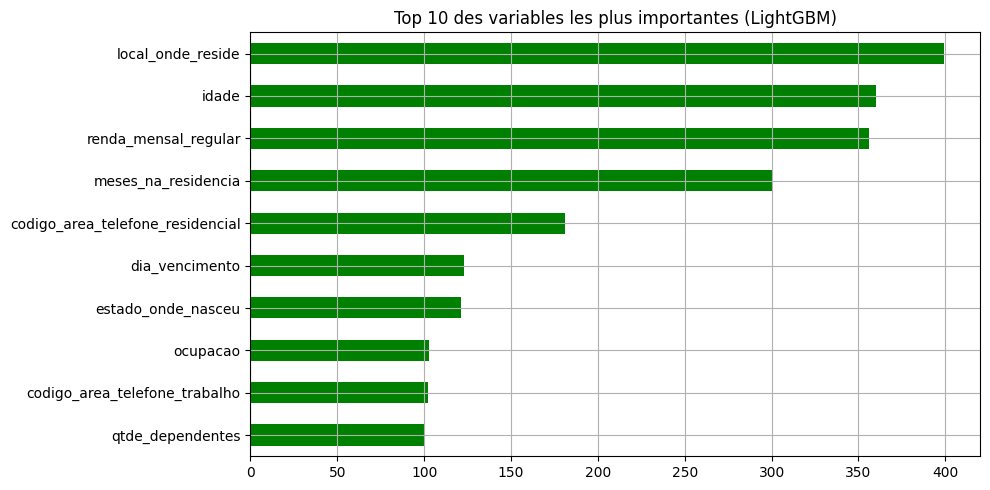 Top 10 des variables les plus importantes (LightGBM)
local_onde_reside
idade
renda_mensal_regular
meses_na_residencia
codigo_area_telefone_residencial
dia_vencimento
estado_onde_nasceu
ocupacao
codigo_area_telefone_trabalho
qtde_dependentes
0 50 100 150 200 250 300 350 400